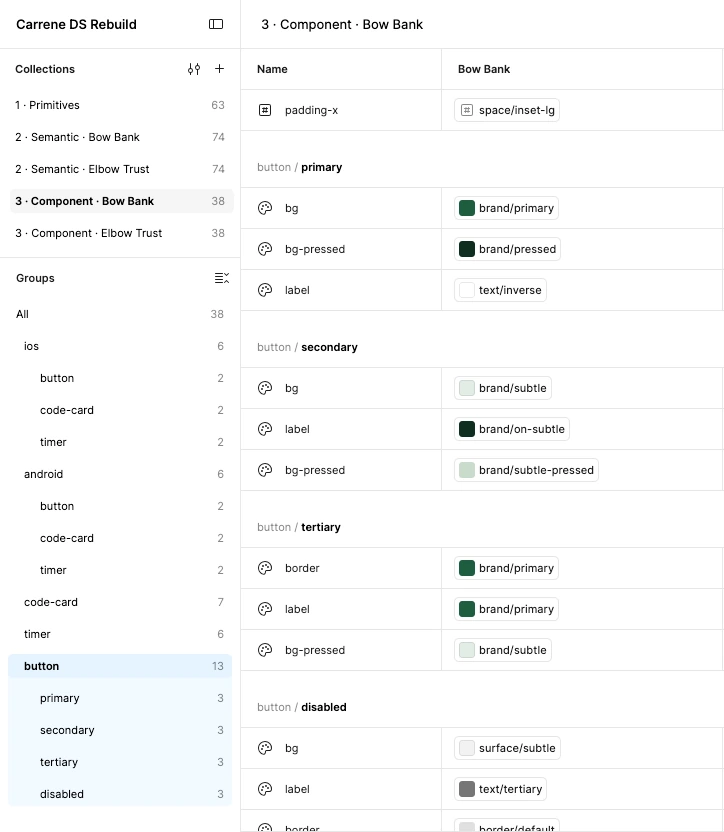 Carrene DS Rebuild
3 · Component · Bow Bank
Collections
1 · Primitives 63
2 · Semantic · Bow Bank 74
2 · Semantic · Elbow Trust 74
3 · Component · Bow Bank 38
3 · Component · Elbow Trust 38
Groups
All 38
ios 6
button 2
code-card 2
timer 2
android 6
button 2
code-card 2
timer 2
code-card 7
timer 6
button 13
primary 3
secondary 3
tertiary 3
disabled 3
Name Bow Bank
padding-x space/inset-lg
button / primary
bg brand/primary
bg-pressed brand/pressed
label text/inverse
button / secondary
bg brand/subtle
label brand/on-subtle
bg-pressed brand/subtle-pressed
button / tertiary
border brand/primary
label brand/primary
bg-pressed brand/subtle
button / disabled
bg surface/subtle
label text/tertiary
border border/default